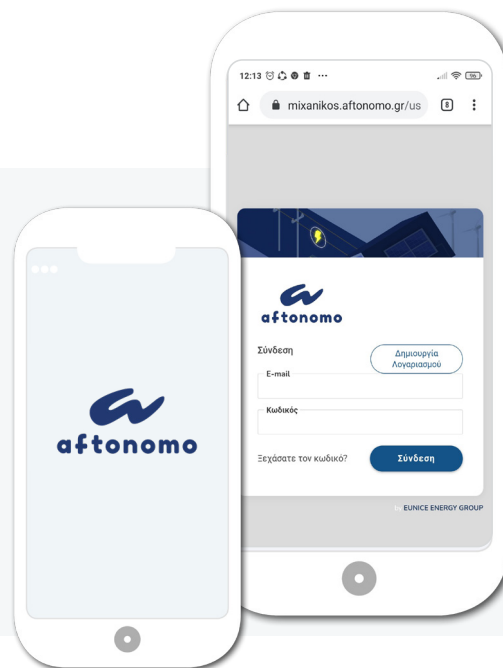 12:13
96
mixanikos.aftonomo.gr/us
8
aftonomo
Σύνδεση
Δημιουργία
Λογαριασμού
E-mail
Κωδικός
Ξεχάσατε τον κωδικό?
Σύνδεση
EUNICE ENERGY GROUP
aftonomo